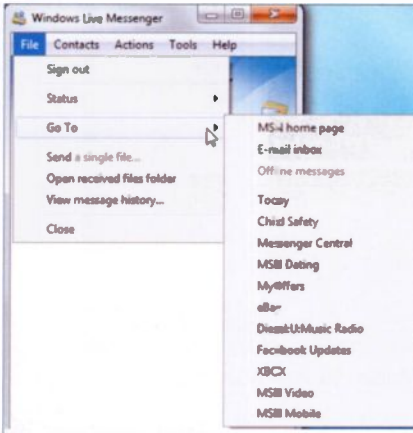 Windows Live Messenger
File Contacts Actions Tools Help
Sign out
Status
Go To
Send a single file...
Open received files folder
View message history...
Close
home page
E-mail inbox
Offline messages
Today
Child Safety
Messenger Central
Dating
Radio
Facebook Updates
Video
Mobile